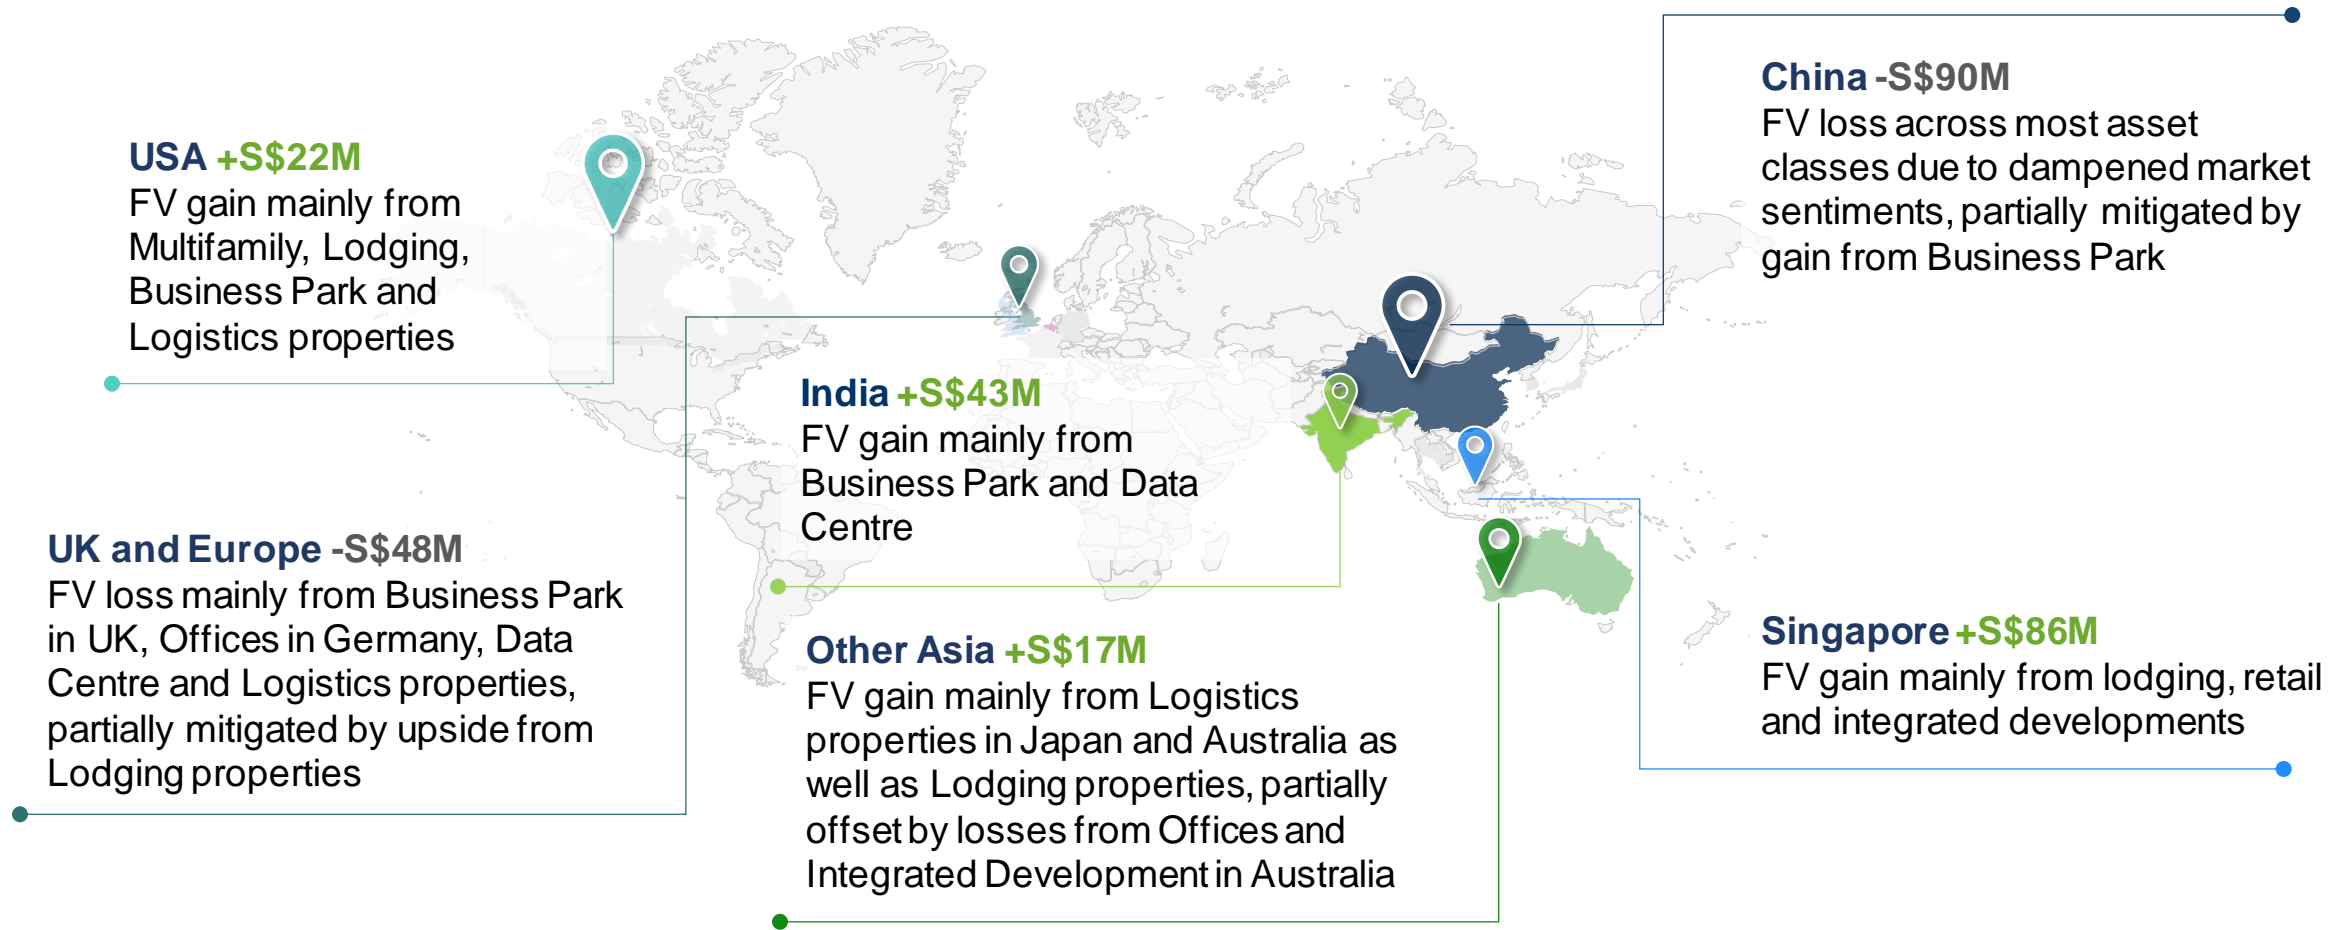 USA +S$22M
FV gain mainly from
Multifamily, Lodging,
Business Park and
Logistics properties
UK and Europe -S$48M
FV loss mainly from Business Park
in UK, Offices in Germany, Data
Centre and Logistics properties,
partially mitigated by upside from
Lodging properties
India +S$43M
FV gain mainly from
Business Park and Data
Centre
Other Asia +S$17M
FV gain mainly from Logistics
properties in Japan and Australia as
well as Lodging properties, partially
offset by losses from Offices and
Integrated Development in Australia
China -S$90M
FV loss across most asset
classes due to dampened market
sentiments, partially mitigated by
gain from Business Park
Singapore +S$86M
FV gain mainly from lodging, retail
and integrated developments